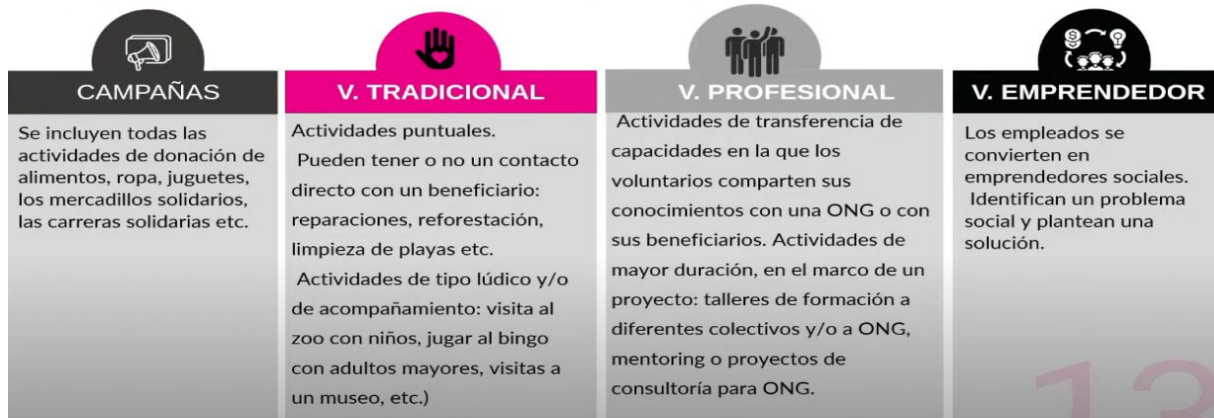 CAMPAÑAS
Se incluyen todas las
actividades de donación de
alimentos, ropa, juguetes,
los mercadillos solidarios,
las carreras solidarias etc.
V. TRADICIONAL
Actividades puntuales.
Pueden tener o no un contacto
directo con un beneficiario:
reparaciones, reforestación,
limpieza de playas etc.
Actividades de tipo lúdico y/o
de acompañamiento: visita al
zoo con niños, jugar al bingo
con adultos mayores, visitas a
un museo, etc.)
V. PROFESIONAL
Actividades de transferencia de
capacidades en la que los
voluntarios comparten sus
conocimientos con una ONG o con
sus beneficiarios. Actividades de
mayor duración, en el marco de un
proyecto: talleres de formación a
diferentes colectivos y/o a ONG,
mentoring o proyectos de
consultoría para ONG.
V. EMPRENDEDOR
Los empleados se
convierten en
emprendedores sociales.
Identifican un problema
social y plantean una
solución.